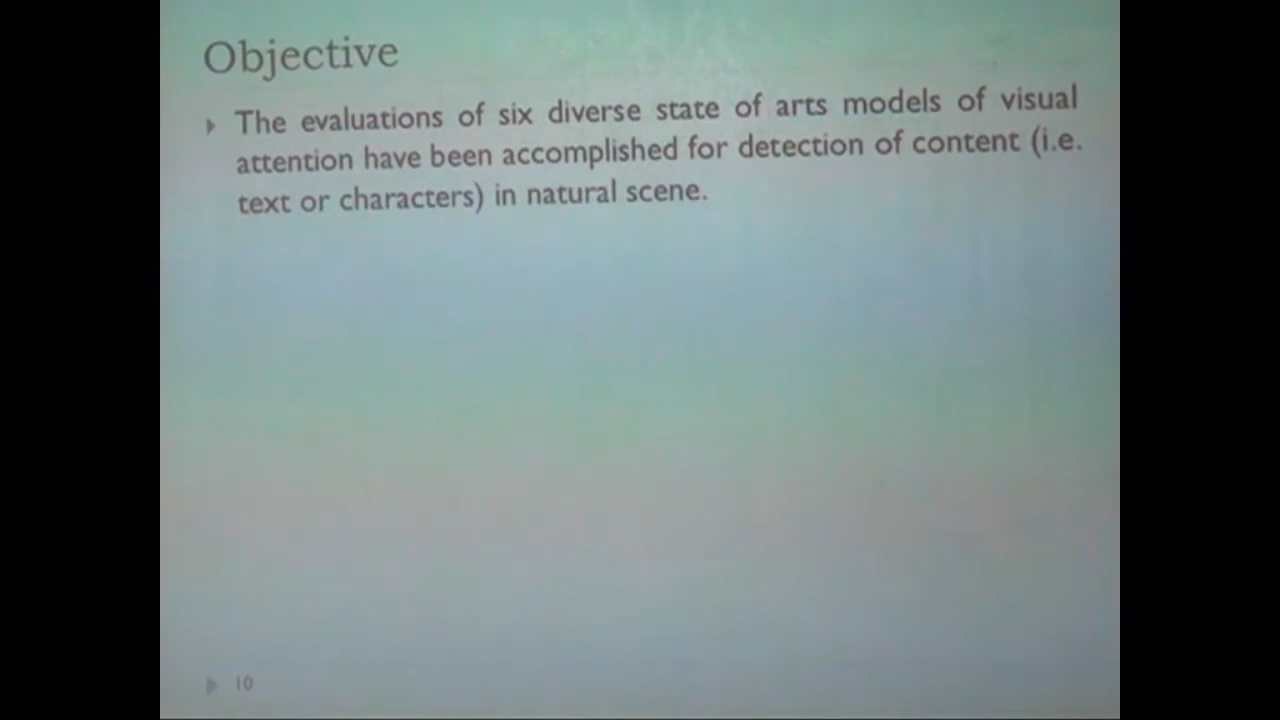 Objective
The evaluations of six diverse state of arts models of visual
attention have been accomplished for detection of content (i.e.
text or characters) in natural scene.
10